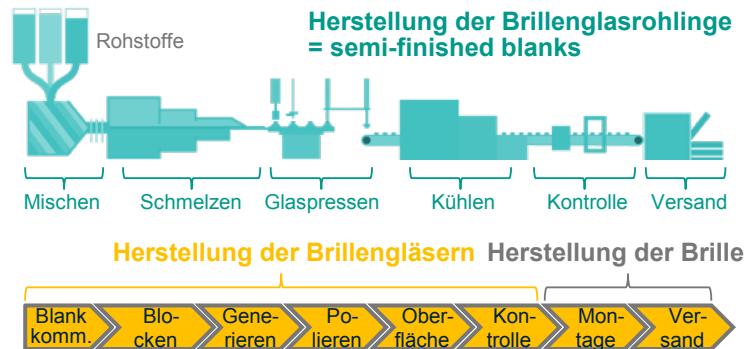 Rohstoffe
Herstellung der Brillenglasrohlinge
= semi-finished blanks
Mischen
Schmelzen
Glaspressen
Kühlen
Kontrolle
Versand
Herstellung der Brillengläsern
Herstellung der Brille
Blank
komm.
Blo-
cken
Gene-
rieren
Po-
lieren
Ober-
fläche
Kon-
trolle
Mon-
tage
Ver-
sand